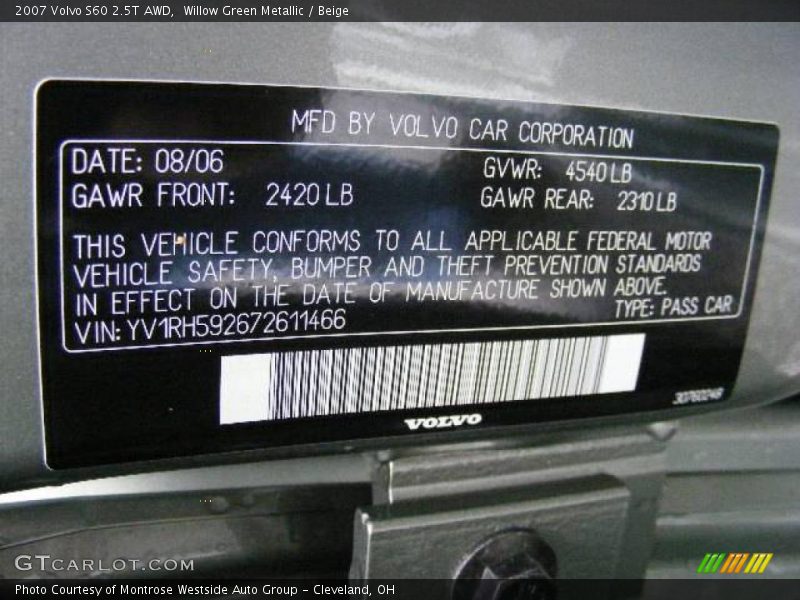 2007 Volvo S60 2.5T AWD,  Willow Green Metallic / Beige
MFD BY VOLVO CAR CORPORATION
DATE: 08/06 GVWR: 4540 LB
GAWR FRONT: 2420 LB GAWR REAR: 2310 LB
THIS VEHICLE CONFORMS TO ALL APPLICABLE FEDERAL MOTOR
VEHICLE SAFETY, BUMPER AND THEFT PREVENTION STANDARDS
IN EFFECT ON THE DATE OF MANUFACTURE SHOWN ABOVE.
VIN: YV1RH592672611466 TYPE: PASS CAR
30760249
VOLVO
GTCARLOT.COM
Photo Courtesy of Montrose Westside Auto Group - Cleveland, OH